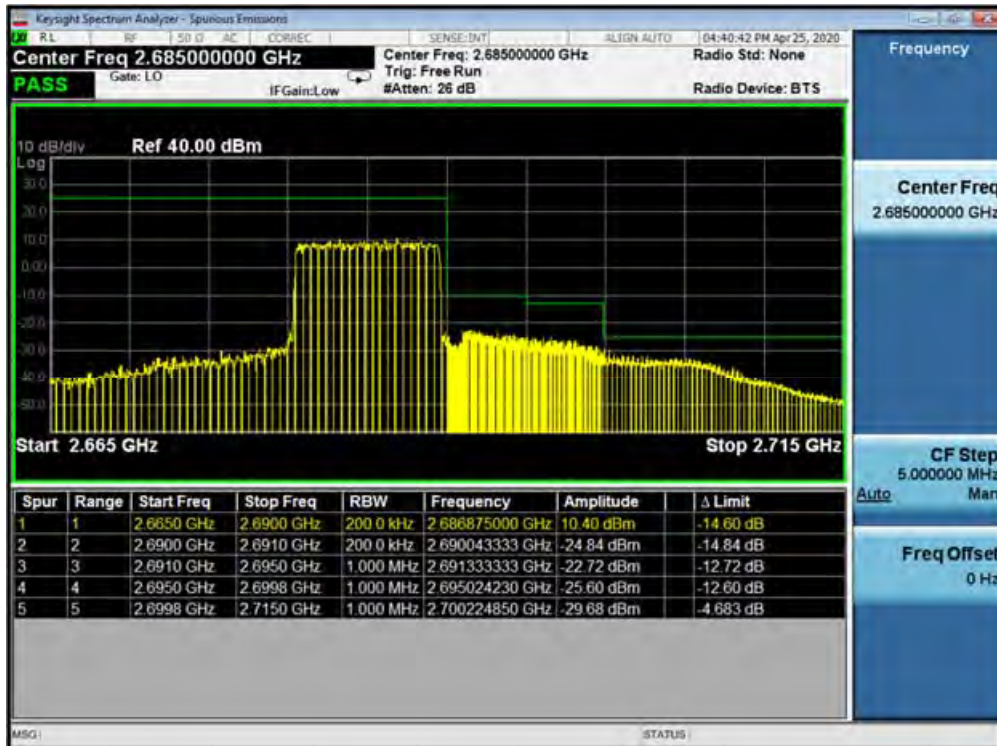 Keysight Spectrum Analyzer - Spurious Emissions
RL RF 50 Ω AC CORREC SENSE:INT ALIGN AUTO 04:40:42 PM Apr 25, 2020
Center Freq 2.685000000 GHz
Center Freq: 2.685000000 GHz
Radio Std: None
Gate: LO
Trig: Free Run
PASS
IFGain:Low
#Atten: 26 dB
Radio Device: BTS
10 dB/div Ref 40.00 dBm
Log
30.0
20.0
10.0
0.00
-10.0
-20.0
-30.0
-40.0
-50.0
Start 2.665 GHz
Stop 2.715 GHz
Spur Range Start Freq Stop Freq RBW Frequency Amplitude Δ Limit
1 1 2.6650 GHz 2.6900 GHz 200.0 kHz 2.686875000 GHz 10.40 dBm -14.60 dB
2 2 2.6900 GHz 2.6910 GHz 200.0 kHz 2.690043333 GHz -24.84 dBm -14.84 dB
3 3 2.6910 GHz 2.6950 GHz 1.000 MHz 2.691333333 GHz -22.72 dBm -12.72 dB
4 4 2.6950 GHz 2.6998 GHz 1.000 MHz 2.695024230 GHz -25.60 dBm -12.60 dB
5 5 2.6998 GHz 2.7150 GHz 1.000 MHz 2.700224850 GHz -29.68 dBm -4.683 dB
MSG
STATUS
Frequency
Center Freq
2.685000000 GHz
CF Step
5.000000 MHz
Auto Man
Freq Offset
0 Hz